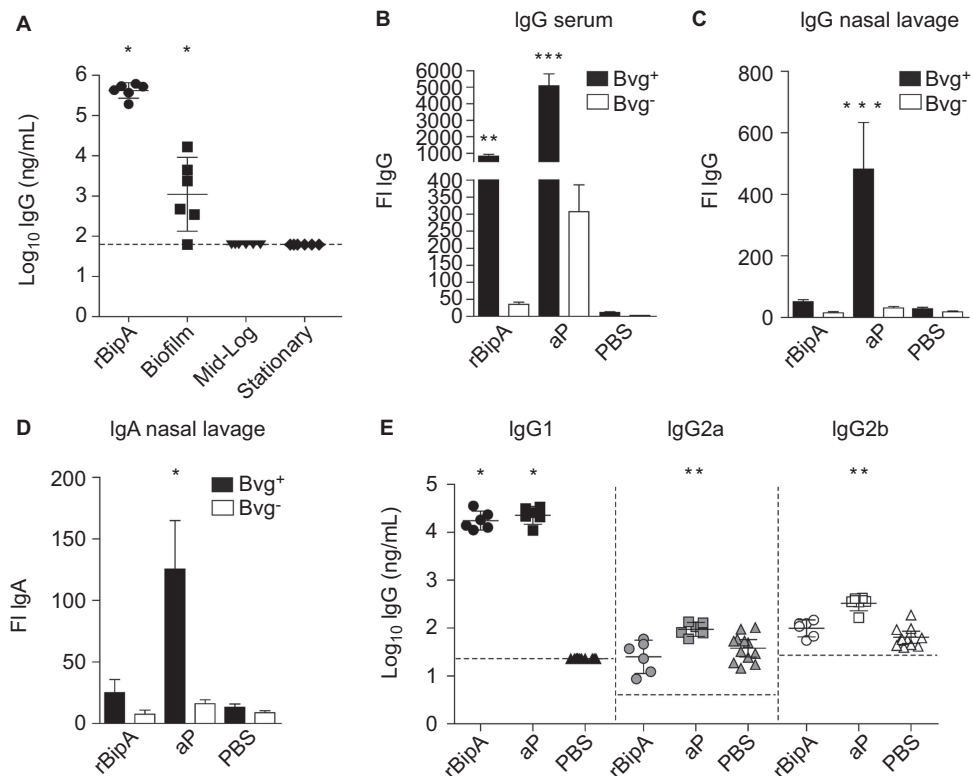 A
* *
Log10 IgG (ng/mL)
6
5
4
3
2
1
rBipA
Biofilm
Mid-Log
Stationary
B
IgG serum
Bvg+
Bvg-
**
***
FI IgG
6000
5000
4000
3000
2000
1000
400
350
300
250
200
150
100
50
0
rBipA
aP
PBS
C
IgG nasal lavage
Bvg+
Bvg-
***
FI IgG
800
600
400
200
0
rBipA
aP
PBS
D
IgA nasal lavage
Bvg+
Bvg-
*
FI IgA
200
150
100
50
0
rBipA
aP
PBS
E
IgG1 IgG2a IgG2b
* * ** **
Log10 IgG (ng/mL)
5
4
3
2
1
0
rBipA
aP
PBS
rBipA
aP
PBS
rBipA
aP
PBS